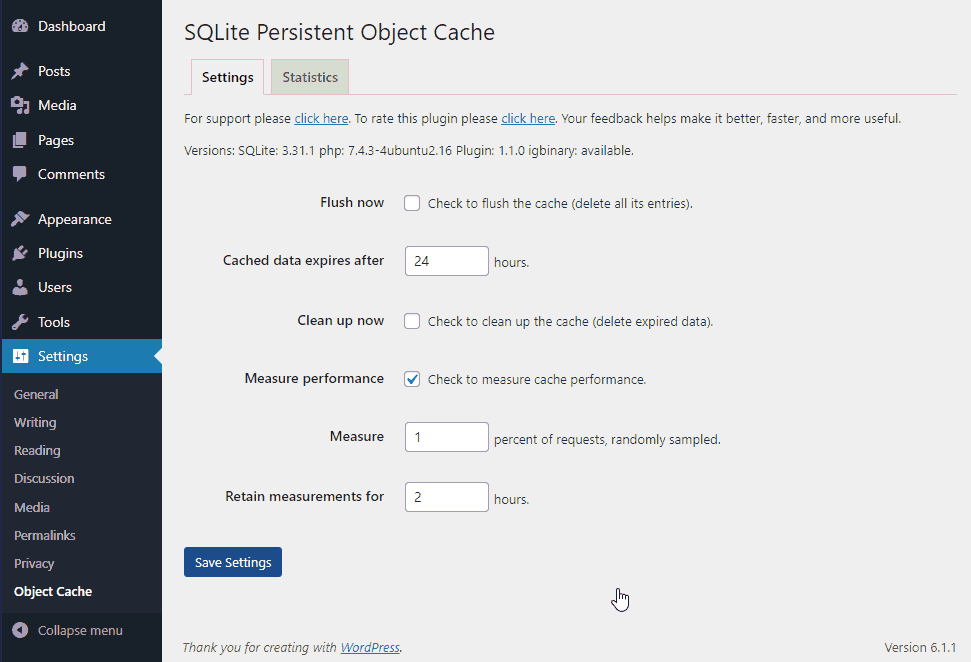 Dashboard
Posts
Media
Pages
Comments
Appearance
Plugins
Users
Tools
Settings
General
Writing
Reading
Discussion
Media
Permalinks
Privacy
Object Cache
Collapse menu
SQLite Persistent Object Cache
Settings Statistics
For support please click here. To rate this plugin please click here. Your feedback helps make it better, faster, and more useful.
Versions: SQLite: 3.31.1 php: 7.4.3-4ubuntu2.16 Plugin: 1.1.0 igbinary: available.
Flush now Check to flush the cache (delete all its entries).
Cached data expires after 24 hours.
Clean up now Check to clean up the cache (delete expired data).
Measure performance Check to measure cache performance.
Measure 1 percent of requests, randomly sampled.
Retain measurements for 2 hours.
Save Settings
Thank you for creating with WordPress. Version 6.1.1